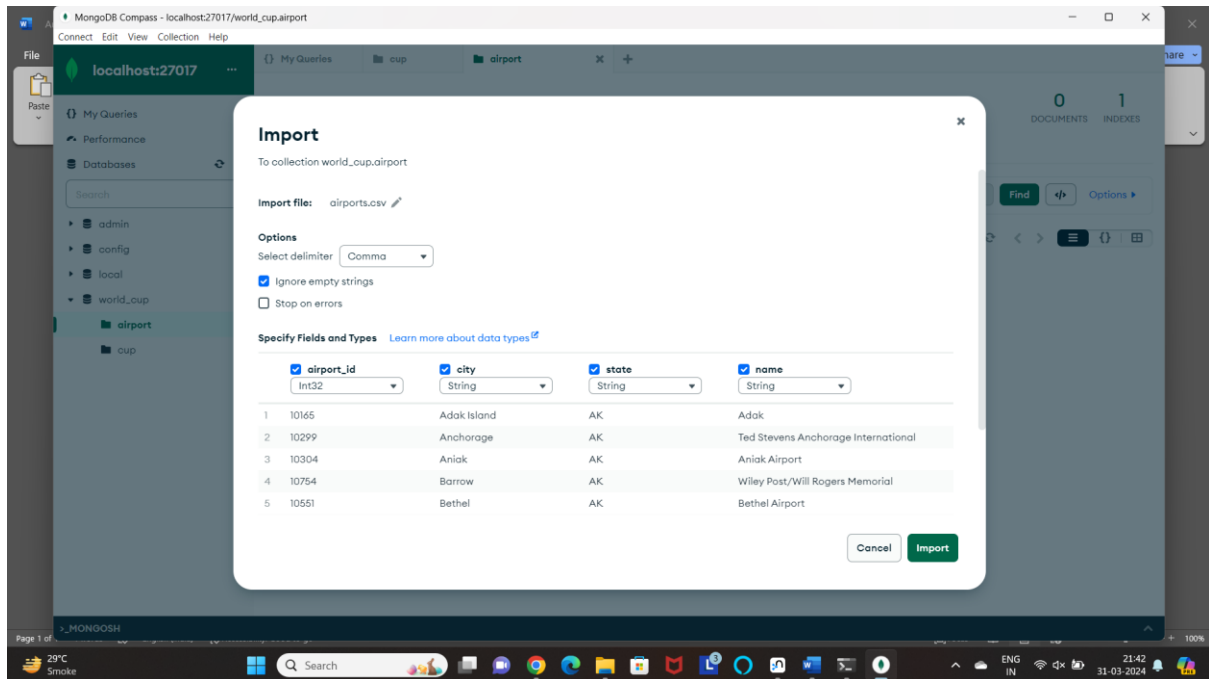 MongoDB Compass - localhost:27017/world_cup.airport
Connect Edit View Collection Help
File
localhost:27017 ...
{} My Queries cup airport
Paste
{} My Queries
Performance
Databases
Search
admin
config
local
world_cup
airport
cup
0 1
DOCUMENTS INDEXES
Find </> Options
{}
Import
To collection world_cup.airport
Import file: airports.csv
Options
Select delimiter Comma
Ignore empty strings
Stop on errors
Specify Fields and Types Learn more about data types
airport_id city state name
Int32 String String String
1 10165 Adak Island AK Adak
2 10299 Anchorage AK Ted Stevens Anchorage International
3 10304 Aniak AK Aniak Airport
4 10754 Barrow AK Wiley Post/Will Rogers Memorial
5 10551 Bethel AK Bethel Airport
Cancel Import
>_MONGOSH
Page 1 of
100%
29°C
Smoke
Search
3
ENG
IN
21:42
31-03-2024